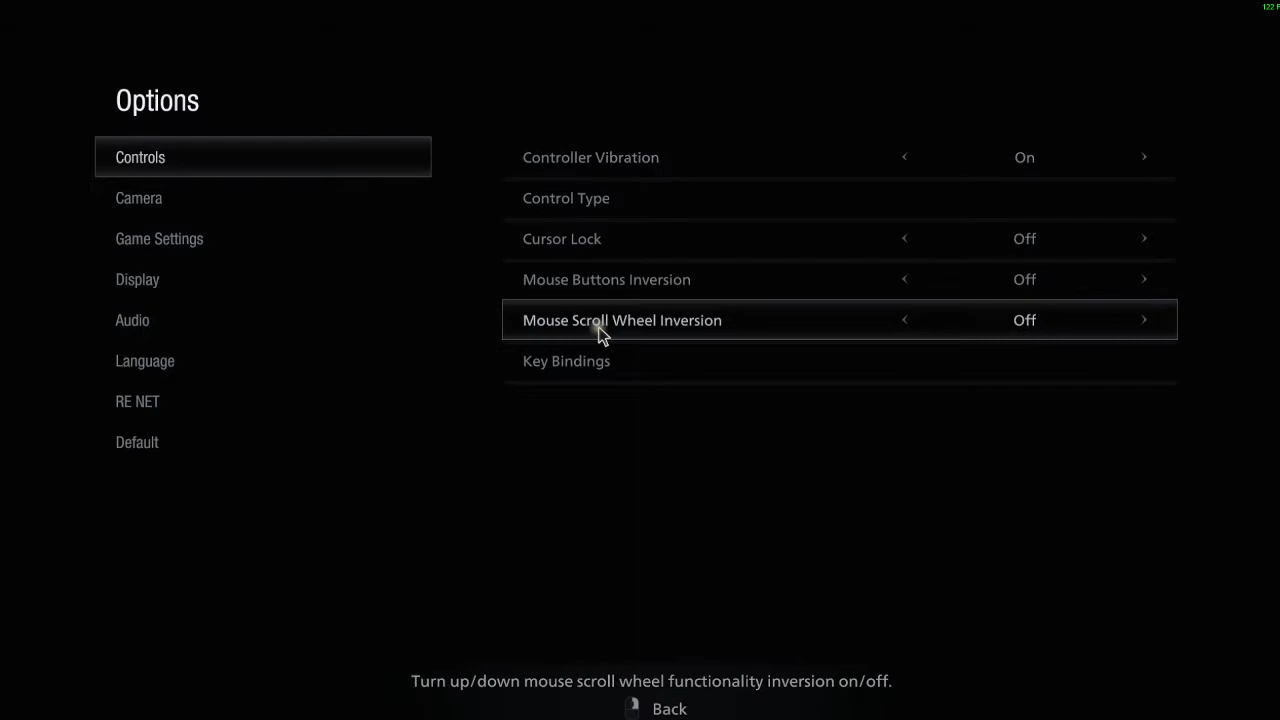 122 F
Options
Controls
Camera
Game Settings
Display
Audio
Language
RE NET
Default
Controller Vibration < On >
Control Type
Cursor Lock < Off >
Mouse Buttons Inversion < Off >
Mouse Scroll Wheel Inversion < Off >
Key Bindings
Turn up/down mouse scroll wheel functionality inversion on/off.
Back